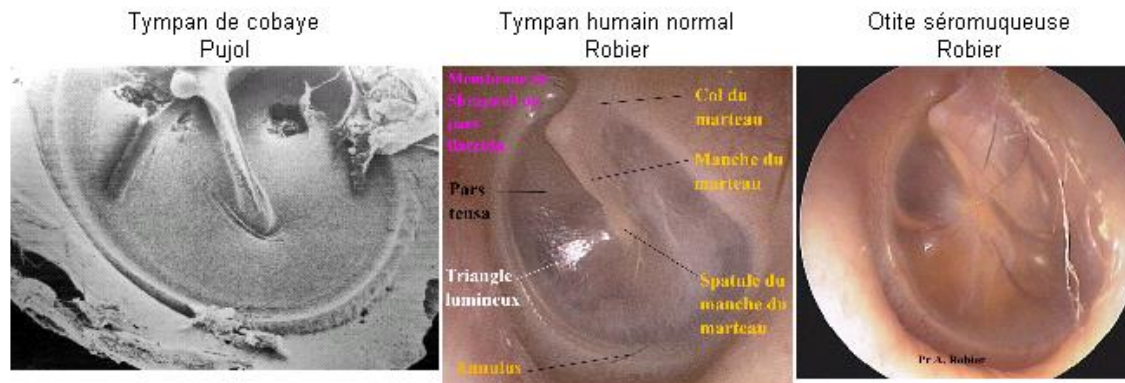 Tympan de cobaye
Pujol
Tympan humain normal
Robier
Otite séromuqueuse
Robier
Membrane de
Shrapnell ou
pars
flaccida
Col du
marteau
Manche du
marteau
Pars
tensa
Triangle
lumineux
Spatule du
manche du
marteau
Annulus
Pr A. Robier